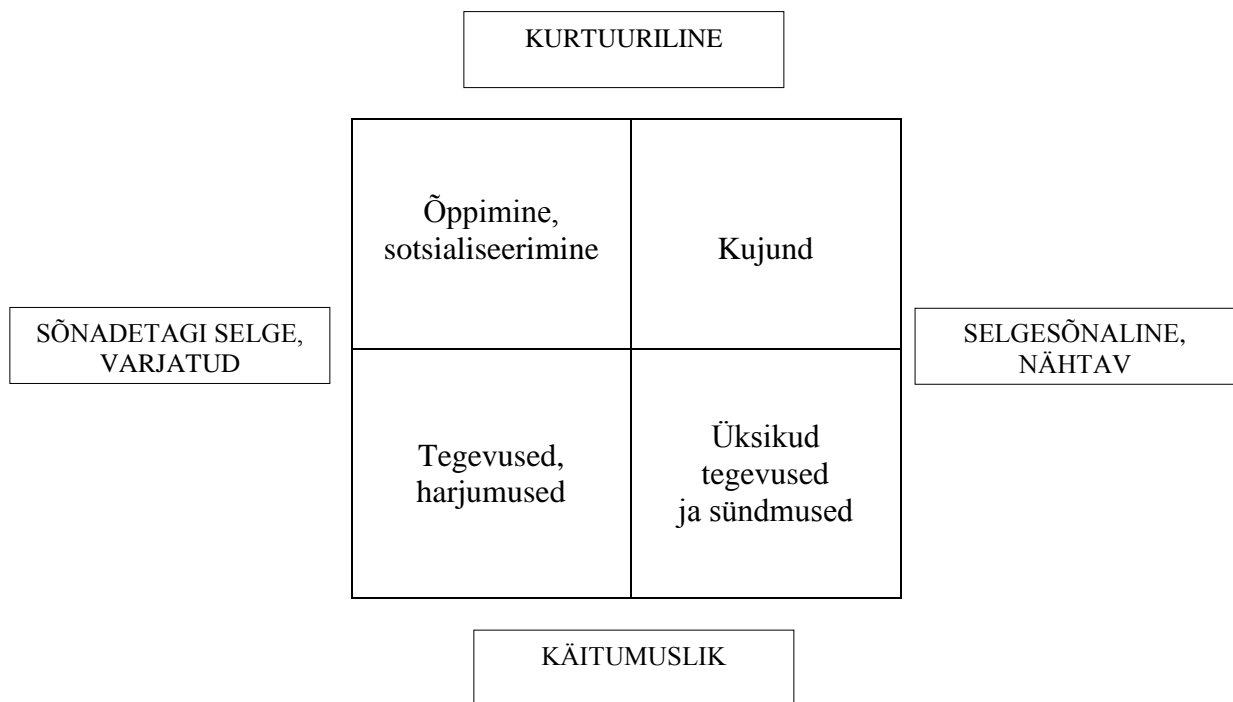 KURTUURILINE
Õppimine,
sotsialiseerimine
Kujund
SÕNADETAGI SELGE,
VARJATUD
SELGESÕNALINE,
NÄHTAV
Tegevused,
harjumused
Üksikud
tegevused
ja sündmused
KÄITUMUSLIK